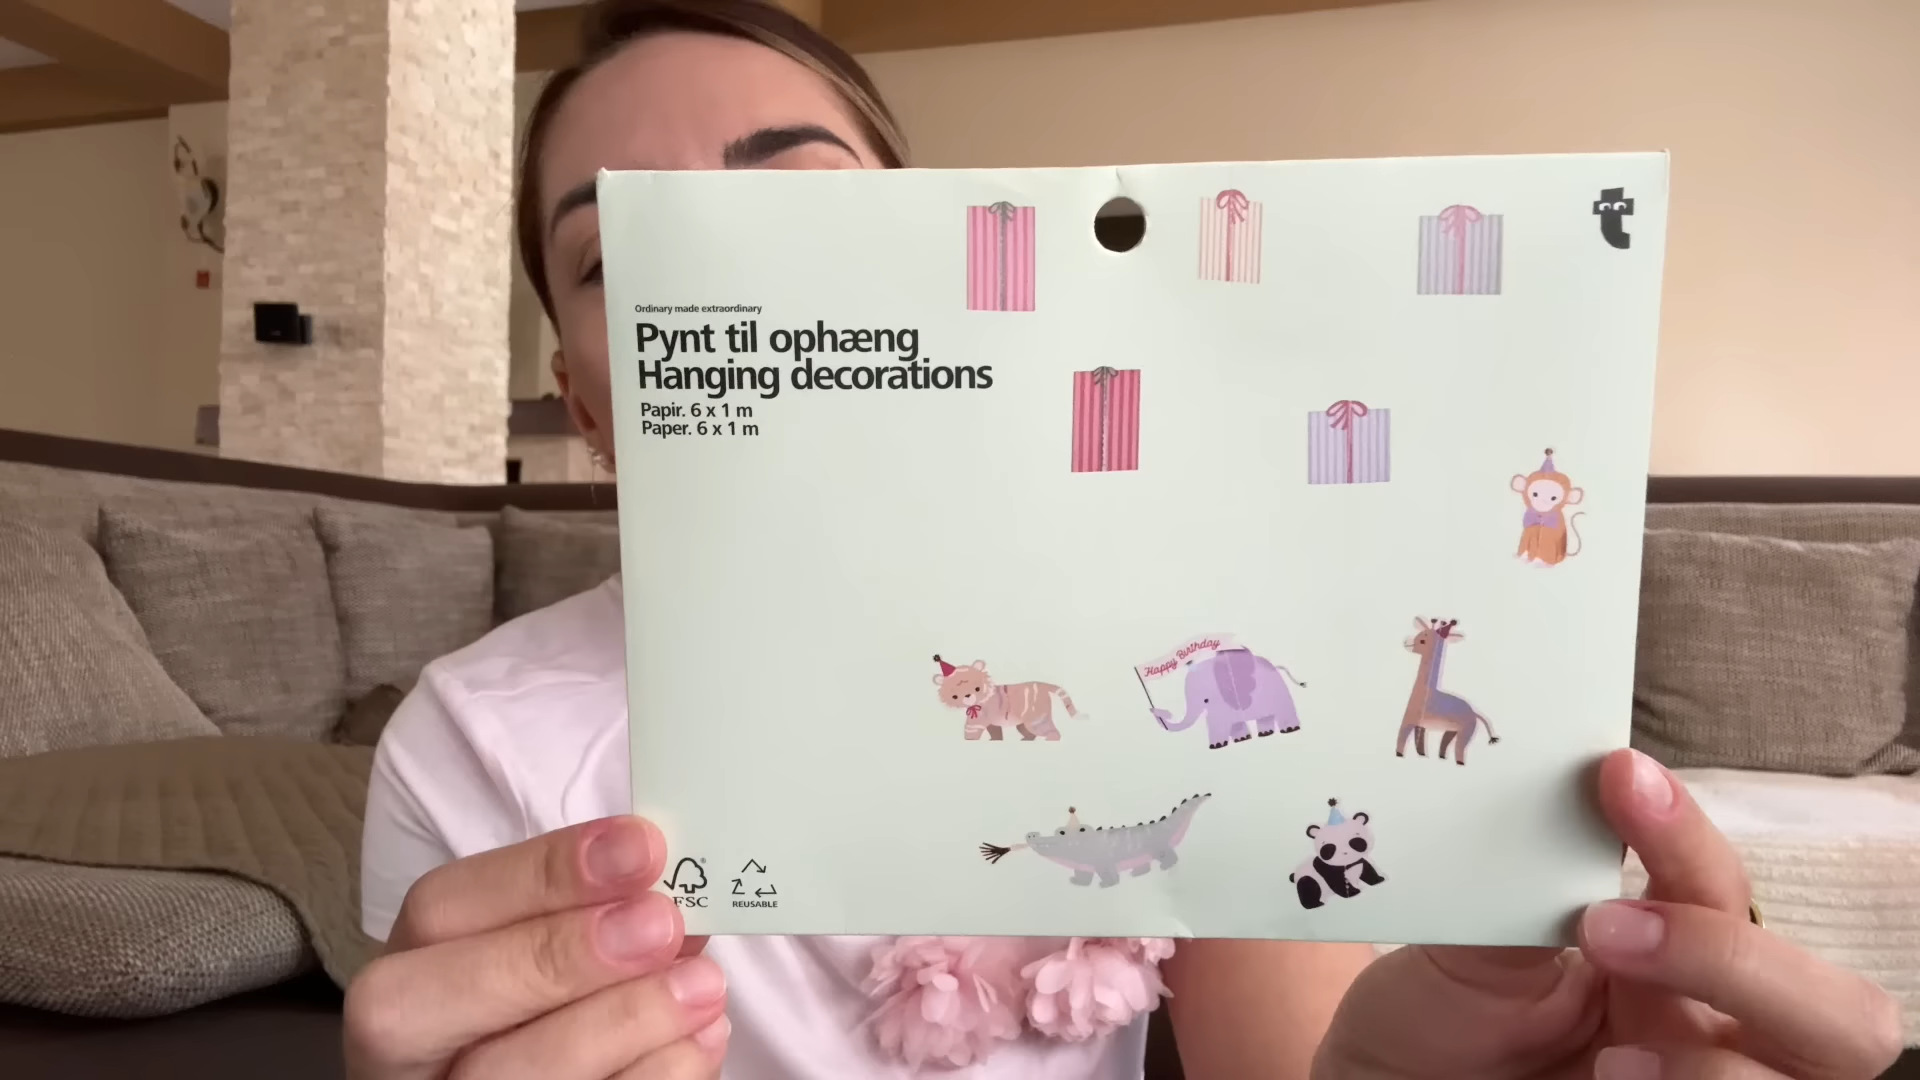 Ordinary made extraordinary
Pynt til ophæng
Hanging decorations
Papir. 6 x 1 m
Paper. 6 x 1 m
Happy Birthday
FSC®
REUSABLE